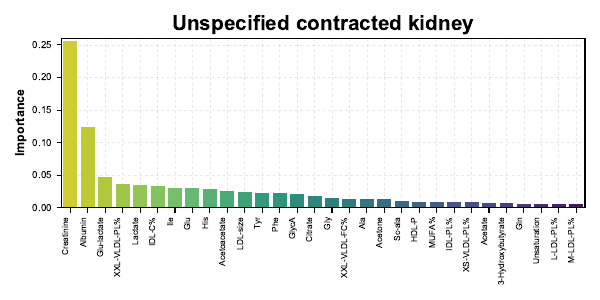 Unspecified contracted kidney
Importance
0.25
0.20
0.15
0.10
0.05
0.00
Creatinine
Albumin
Glu-lactate
XXL-VLDL-PL%
Lactate
IDL-C%
Ile
Glu
His
Acetoacetate
LDL-size
Tyr
Phe
GlycA
Citrate
Gly
XXL-VLDL-FC%
Ala
Acetone
Sc-ala
HDL-P
MUFA%
IDL-PL%
XS-VLDL-PL%
Acetate
3-Hydroxybutyrate
Gln
Unsaturation
L-LDL-PL%
M-LDL-PL%